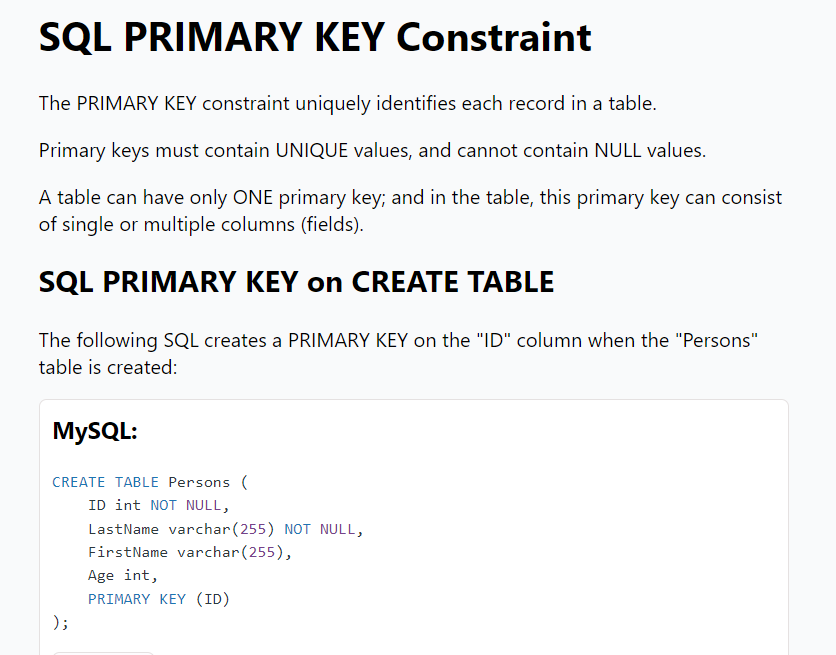 SQL PRIMARY KEY Constraint
The PRIMARY KEY constraint uniquely identifies each record in a table.
Primary keys must contain UNIQUE values, and cannot contain NULL values.
A table can have only ONE primary key; and in the table, this primary key can consist
of single or multiple columns (fields).
SQL PRIMARY KEY on CREATE TABLE
The following SQL creates a PRIMARY KEY on the "ID" column when the "Persons"
table is created:
MySQL:
CREATE TABLE Persons (
    ID int NOT NULL,
    LastName varchar(255) NOT NULL,
    FirstName varchar(255),
    Age int,
    PRIMARY KEY (ID)
);